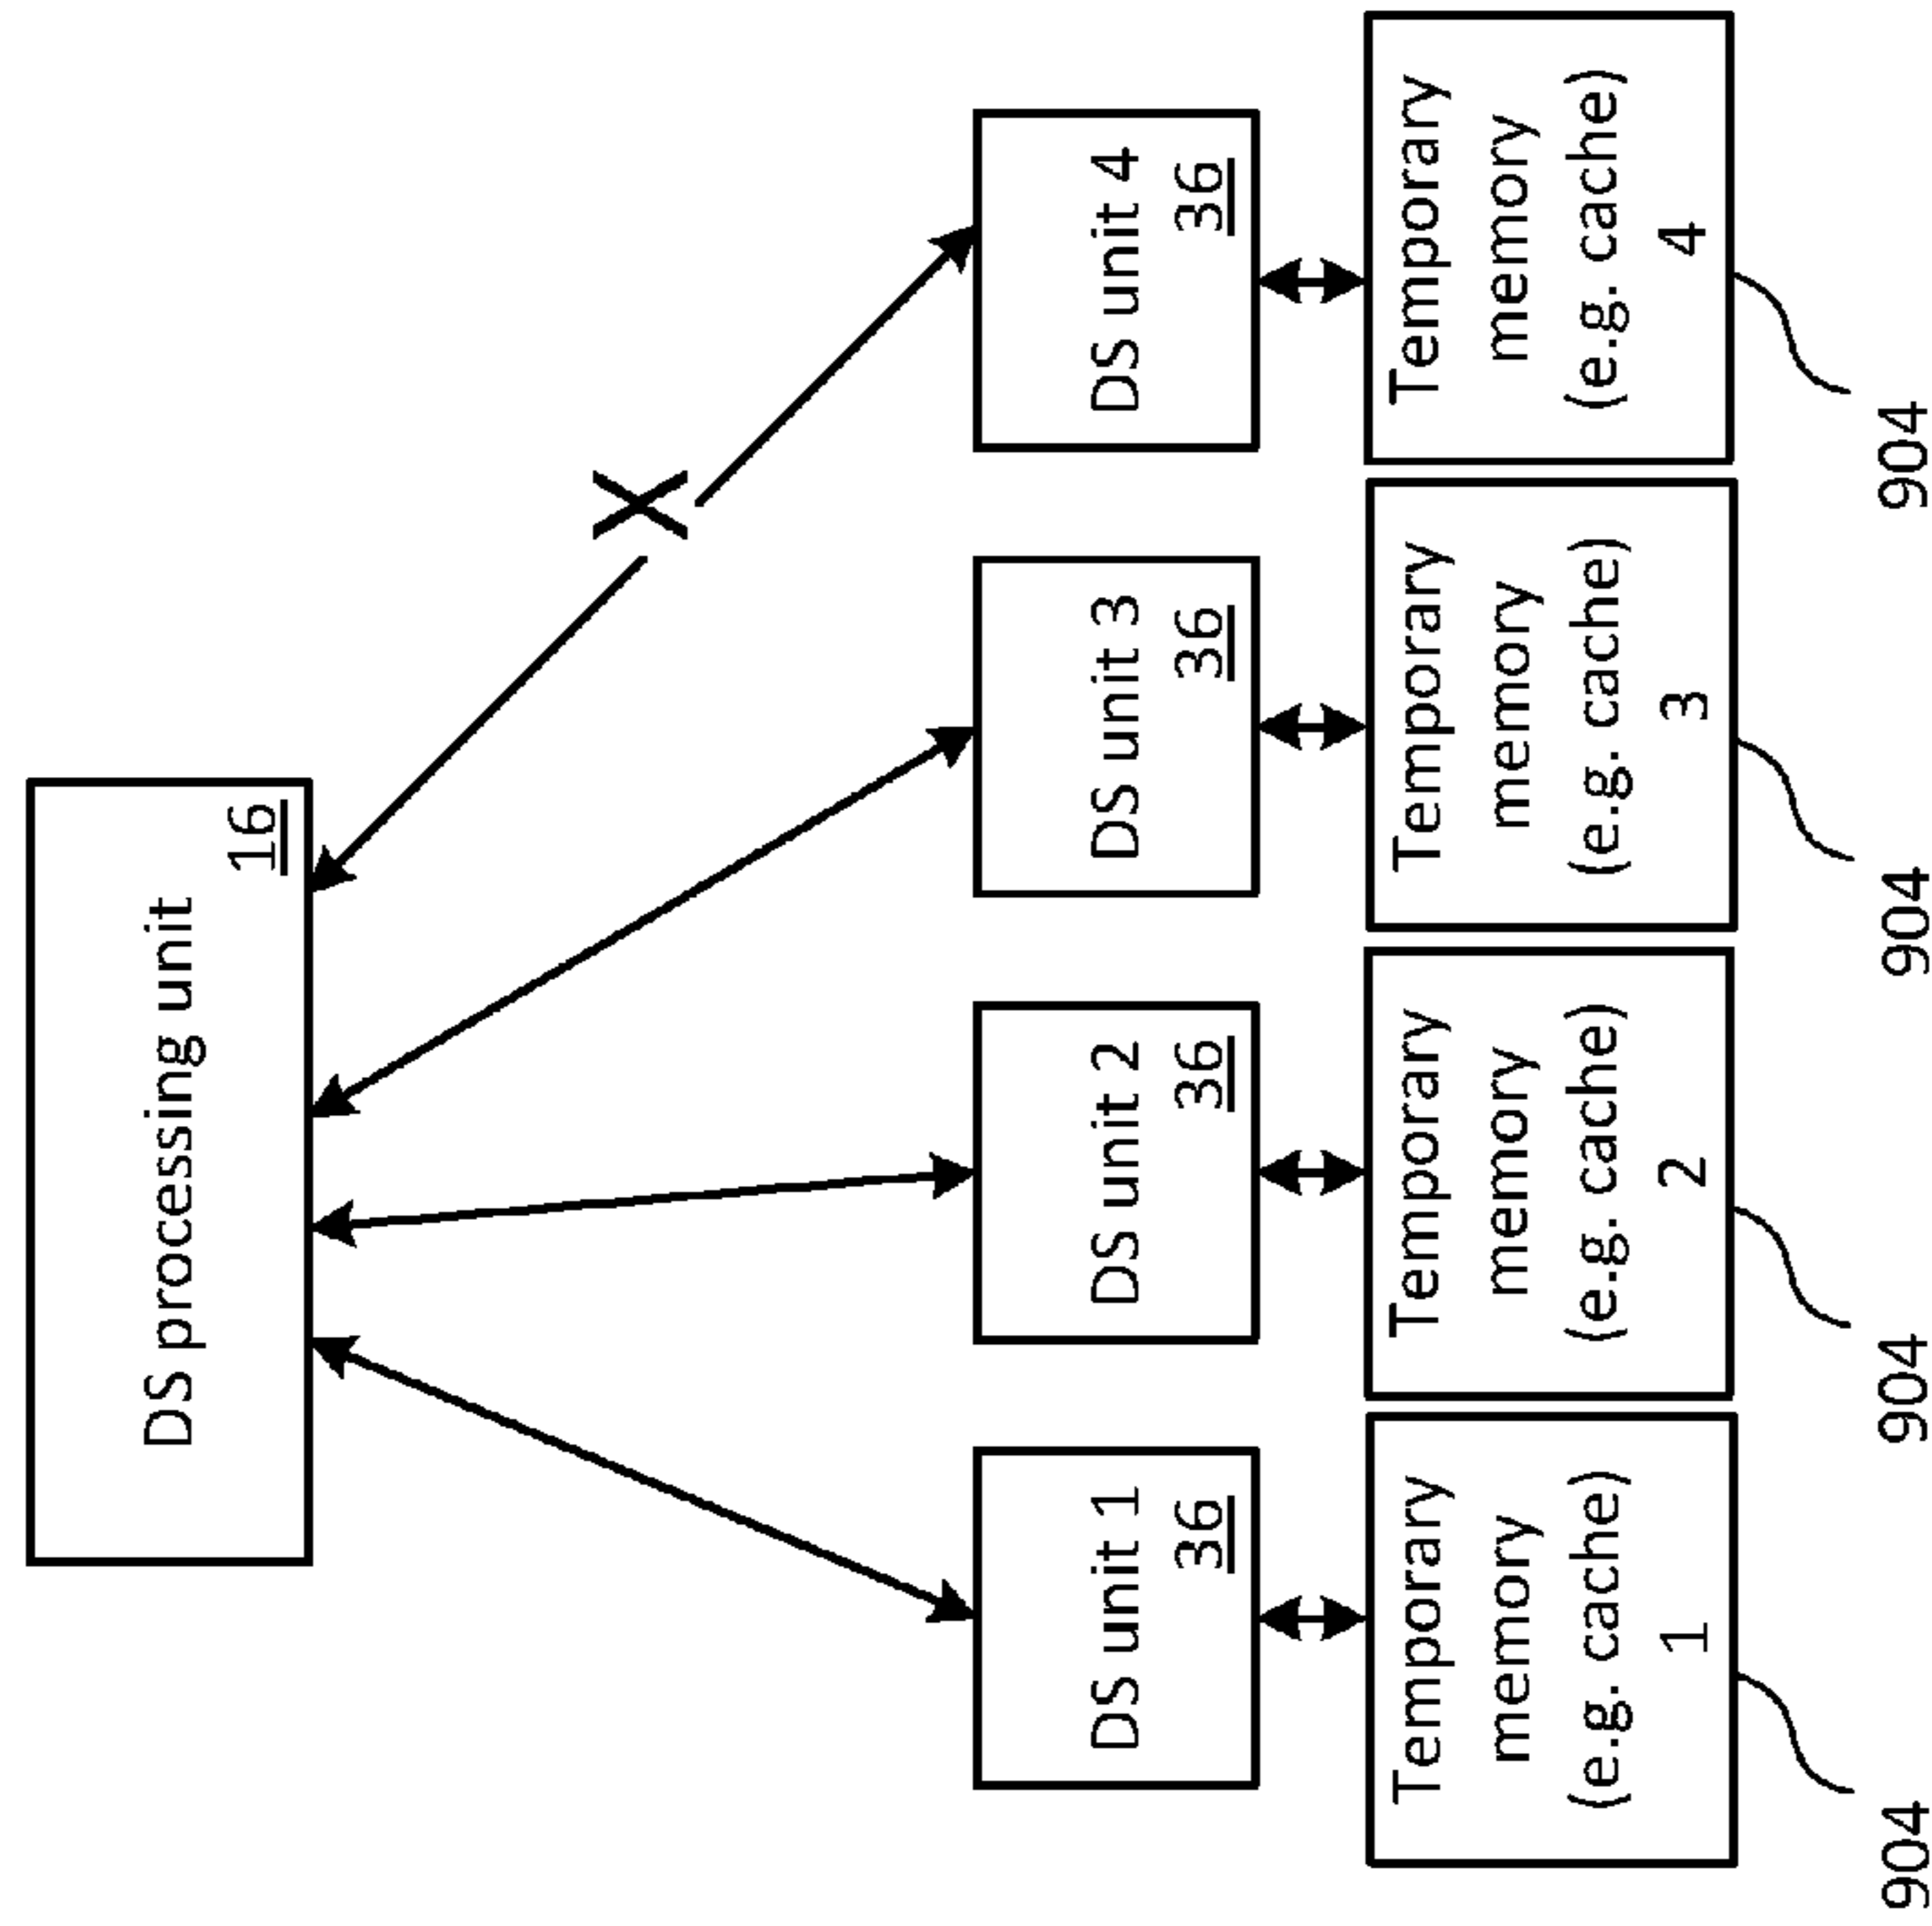 DS processing unit
16
X
DS unit 1
36
DS unit 2
36
DS unit 3
36
DS unit 4
36
Temporary
memory
(e.g. cache)
1
Temporary
memory
(e.g. cache)
2
Temporary
memory
(e.g. cache)
3
Temporary
memory
(e.g. cache)
4
904
904
904
904